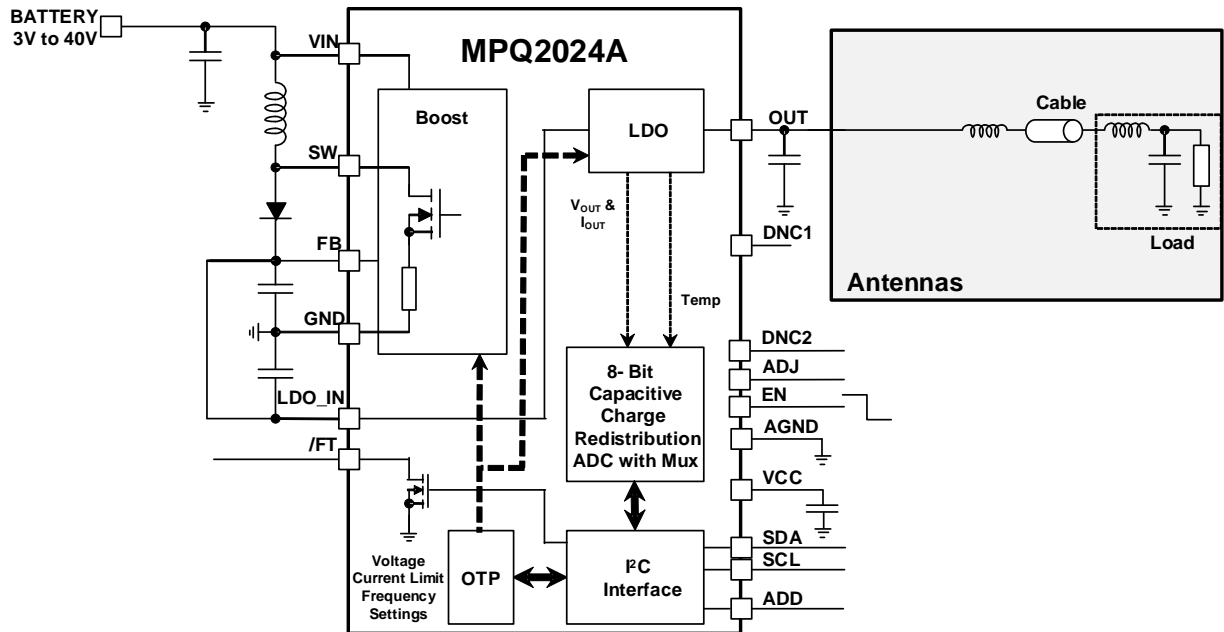 BATTERY
3V to 40V
VIN
MPQ2024A
Boost
SW
FB
GND
LDO_IN
/FT
LDO
OUT
Cable
Load
Antennas
VOUT &
IOUT
Temp
DNC1
DNC2
ADJ
EN
AGND
VCC
SDA
SCL
ADD
8- Bit
Capacitive
Charge
Redistribution
ADC with Mux
Voltage
Current Limit
Frequency
Settings
OTP
I²C
Interface